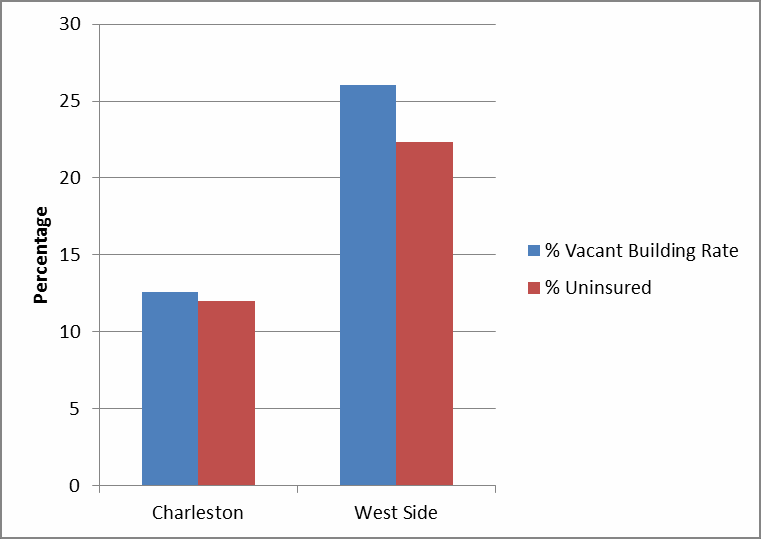 30
25
20
15
10
5
0
Percentage
Charleston
West Side
% Vacant Building Rate
% Uninsured